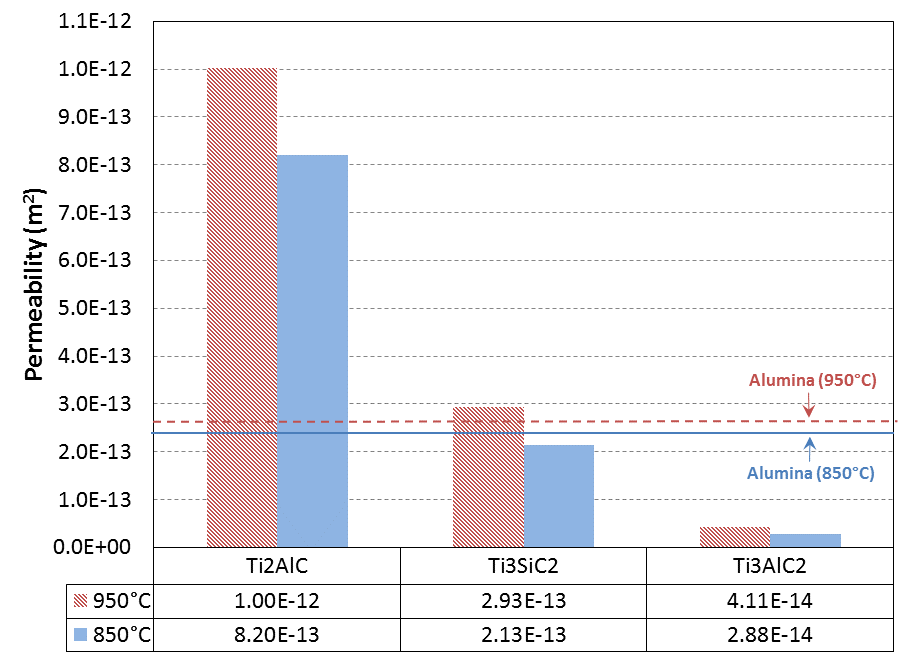 1.1E-12
1.0E-12
9.0E-13
8.0E-13
7.0E-13
6.0E-13
5.0E-13
4.0E-13
3.0E-13
2.0E-13
1.0E-13
0.0E+00
Permeability (m²)
Alumina (950°C)
Alumina (850°C)
Ti2AlC Ti3SiC2 Ti3AlC2
950°C 1.00E-12 2.93E-13 4.11E-14
850°C 8.20E-13 2.13E-13 2.88E-14